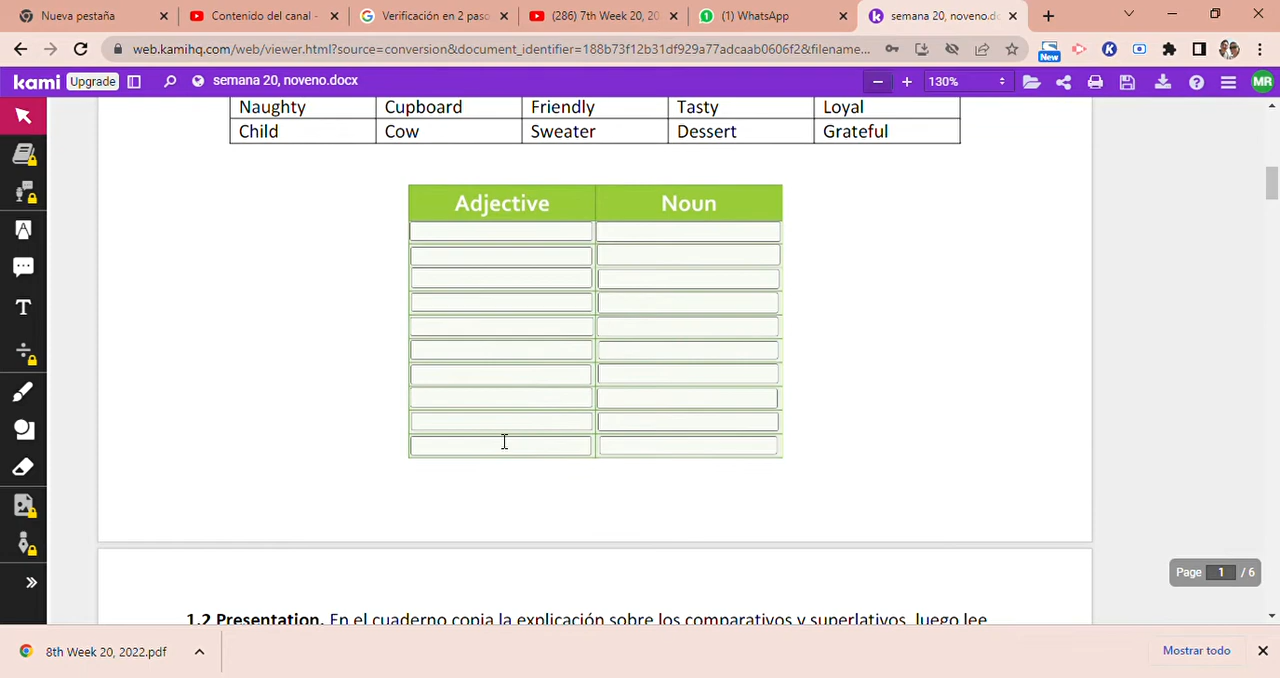 Nueva pestaña
Contenido del canal -
Verificación en 2 paso
(286) 7th Week 20, 20
(1) WhatsApp
semana 20, noveno.do
web.kamihq.com/web/viewer.html?source=conversion&document_identifier=188b73f12b31df929a77adcaab0606f2&filename...
New
kami Upgrade semana 20, noveno.docx 130% MR
Naughty Cupboard Friendly Tasty Loyal
Child Cow Sweater Dessert Grateful
Adjective Noun
Page 1 / 6
1.2 Presentation. En el cuaderno copia la explicación sobre los comparativos y superlativos, luego lee
8th Week 20, 2022.pdf
Mostrar todo